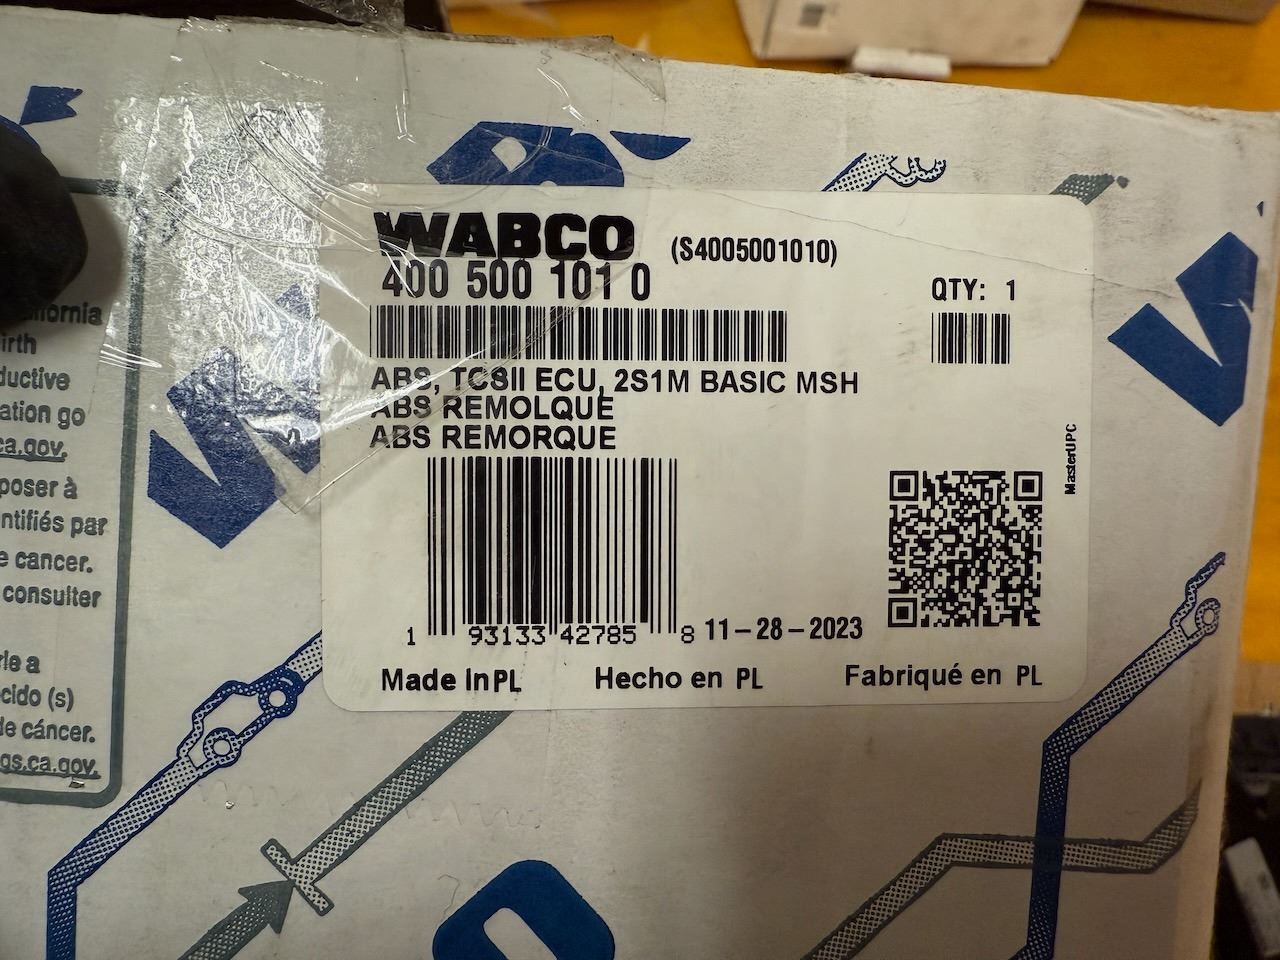 WABCO (S4005001010)
400 500 101 0
QTY: 1
ABS, TCSII ECU, 2S1M BASIC MSH
ABS REMOLQUE
ABS REMORQUE
MasterUPC
1 93133 42785 8
11-28-2023
Made In PL Hecho en PL Fabriqué en PL
ifornia
irth
ductive
ation go
ca.gov.
poser à
ntifiés par
e cancer.
consulter
rle a
cido (s)
de cáncer.
gs.ca.gov.